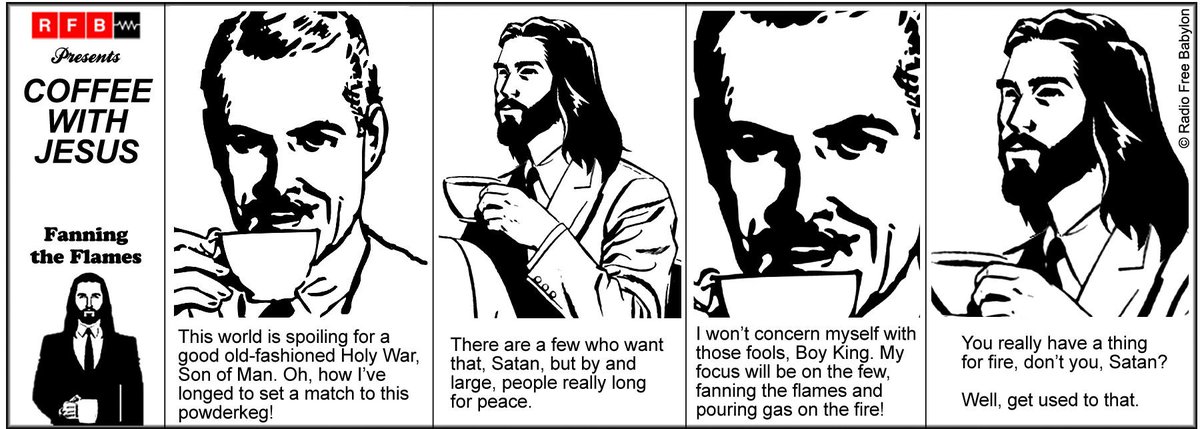 RFB
Presents
COFFEE
WITH
JESUS
Fanning
the Flames
This world is spoiling for a
good old-fashioned Holy War,
Son of Man. Oh, how I've
longed to set a match to this
powderkeg!
There are a few who want
that, Satan, but by and
large, people really long
for peace.
I won't concern myself with
those fools, Boy King. My
focus will be on the few,
fanning the flames and
pouring gas on the fire!
You really have a thing
for fire, don't you, Satan?
Well, get used to that.
© Radio Free Babylon